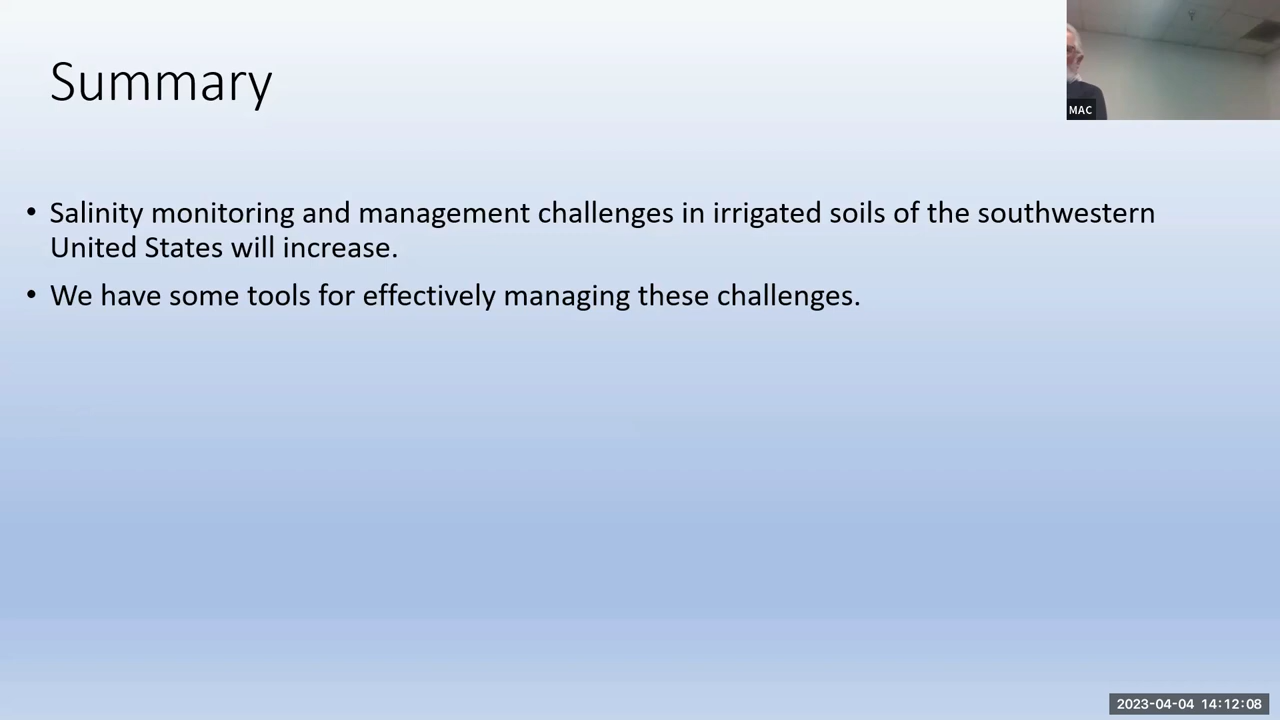 Summary
MAC
• Salinity monitoring and management challenges in irrigated soils of the southwestern
United States will increase.
• We have some tools for effectively managing these challenges.
2023-04-04 14:12:08